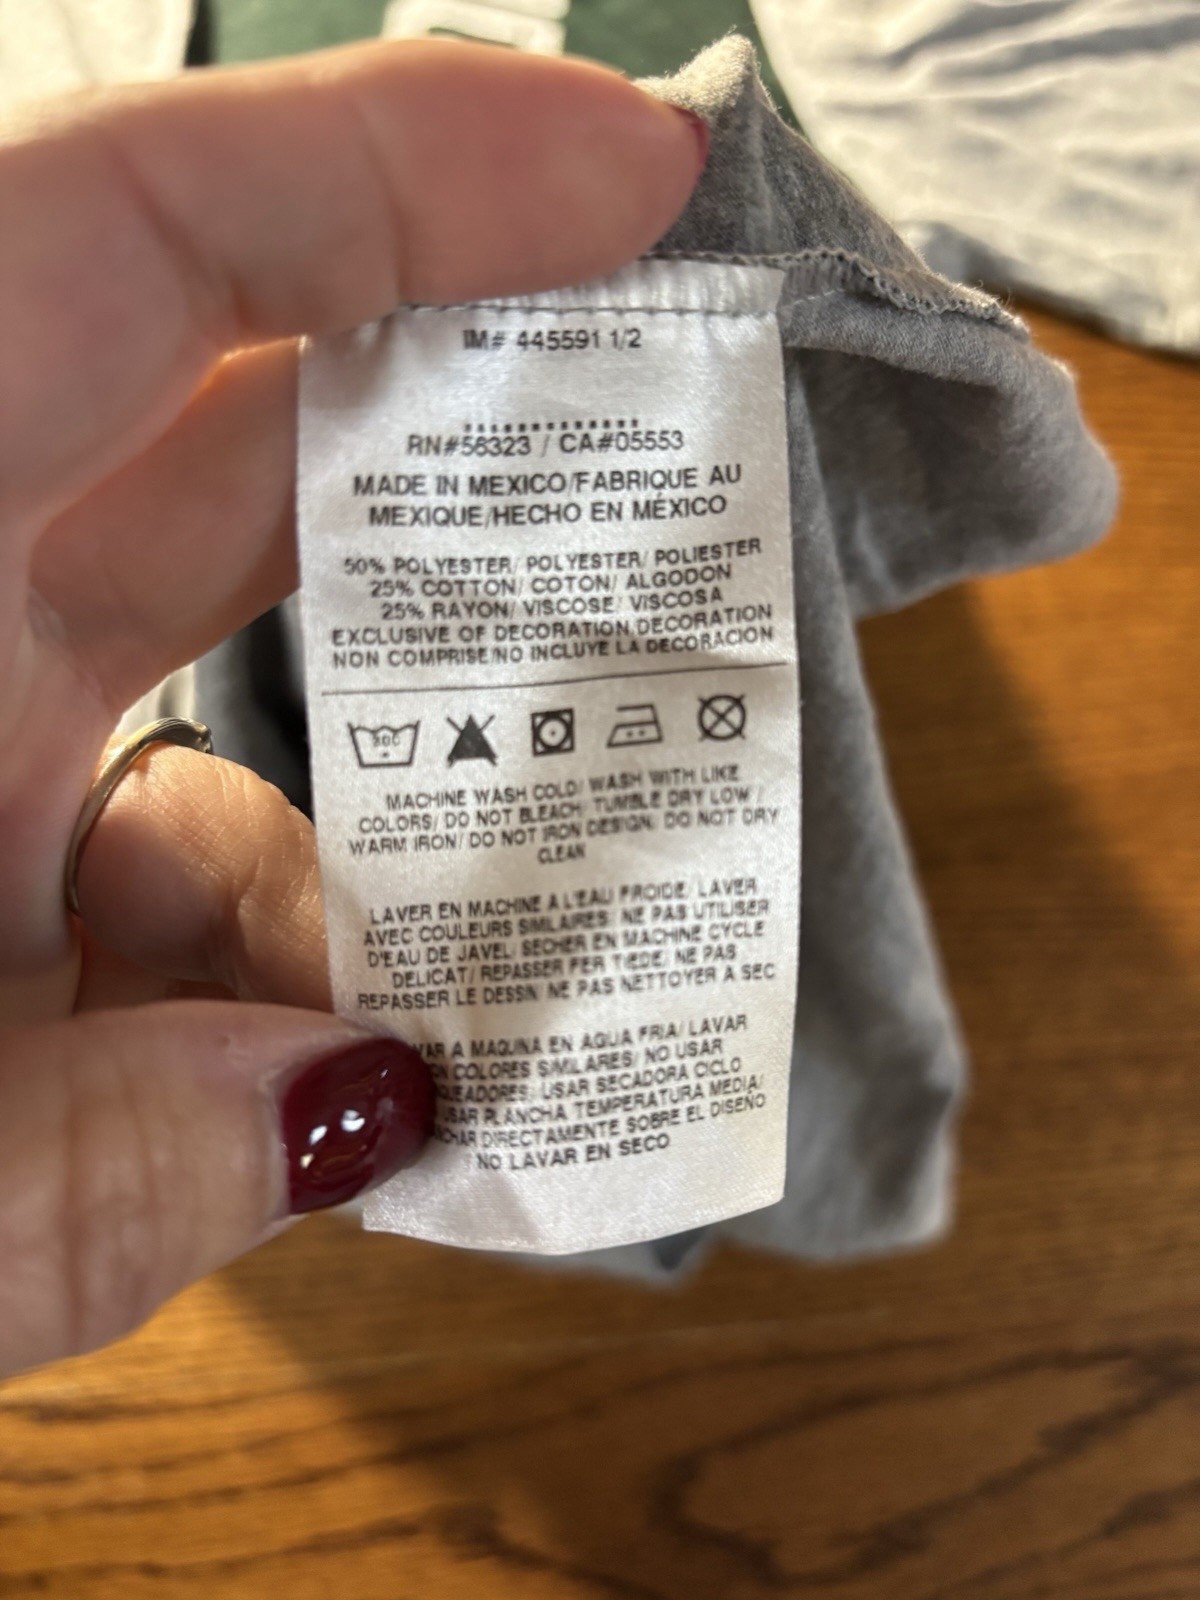 IM# 445591 1/2
RN#56323 / CA#05553
MADE IN MEXICO/FABRIQUE AU
MEXIQUE/HECHO EN MÉXICO
50% POLYESTER/ POLYESTER/ POLIESTER
25% COTTON/ COTON/ ALGODON
25% RAYON/ VISCOSE/ VISCOSA
EXCLUSIVE OF DECORATION/DECORATION
NON COMPRISE/NO INCLUYE LA DECORACION
30C
MACHINE WASH COLD/ WASH WITH LIKE
COLORS/ DO NOT BLEACH/ TUMBLE DRY LOW /
WARM IRON/ DO NOT IRON DESIGN/ DO NOT DRY
CLEAN
LAVER EN MACHINE A L'EAU FROIDE/ LAVER
AVEC COULEURS SIMILAIRES/ NE PAS UTILISER
D'EAU DE JAVEL/ SECHER EN MACHINE CYCLE
DELICAT/ REPASSER FER TIEDE/ NE PAS
REPASSER LE DESSIN/ NE PAS NETTOYER A SEC
A MAQUINA EN AGUA FRIA/ LAVAR
COLORES SIMILARES/ NO USAR
USAR SECADORA CICLO
USAR PLANCHA TEMPERATURA MEDIA/
DIRECTAMENTE SOBRE EL DISEÑO
/ NO LAVAR EN SECO